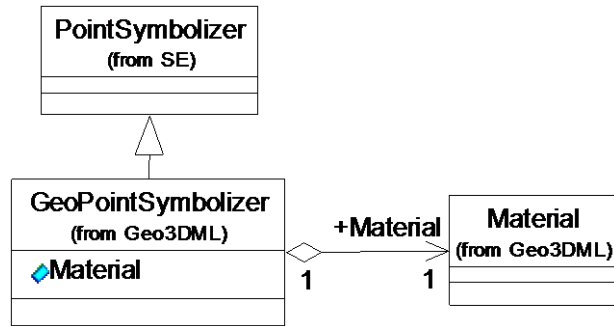 PointSymbolizer
(from SE)
GeoPointSymbolizer
(from Geo3DML)
Material
+Material
1
1
Material
(from Geo3DML)